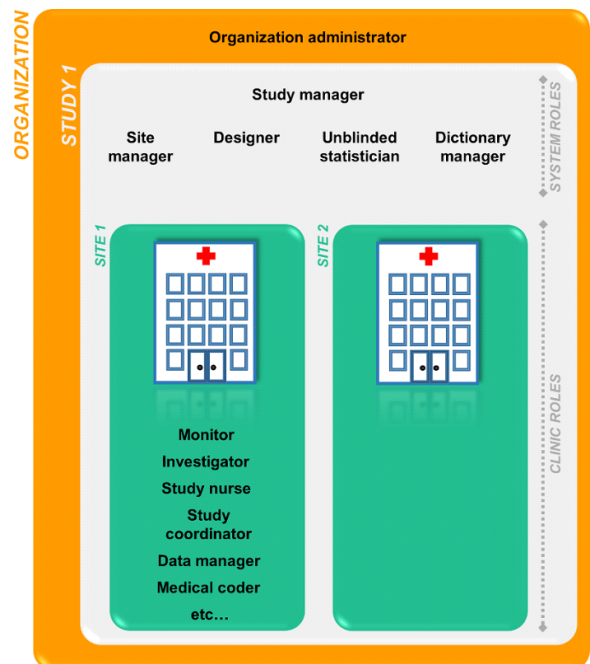 ORGANIZATION
Organization administrator
STUDY 1
Study manager
Site manager
Designer
Unblinded statistician
Dictionary manager
SYSTEM ROLES
SITE 1
SITE 2
Monitor
Investigator
Study nurse
Study
coordinator
Data manager
Medical coder
etc…
CLINIC ROLES